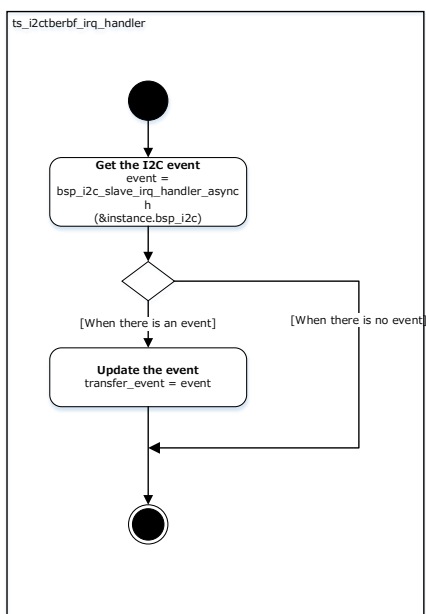 ts_i2ctberbf_irq_handler
Get the I2C event
event =
bsp_i2c_slave_irq_handler_async
h
(&instance.bsp_i2c)
[When there is an event]
[When there is no event]
Update the event
transfer_event = event